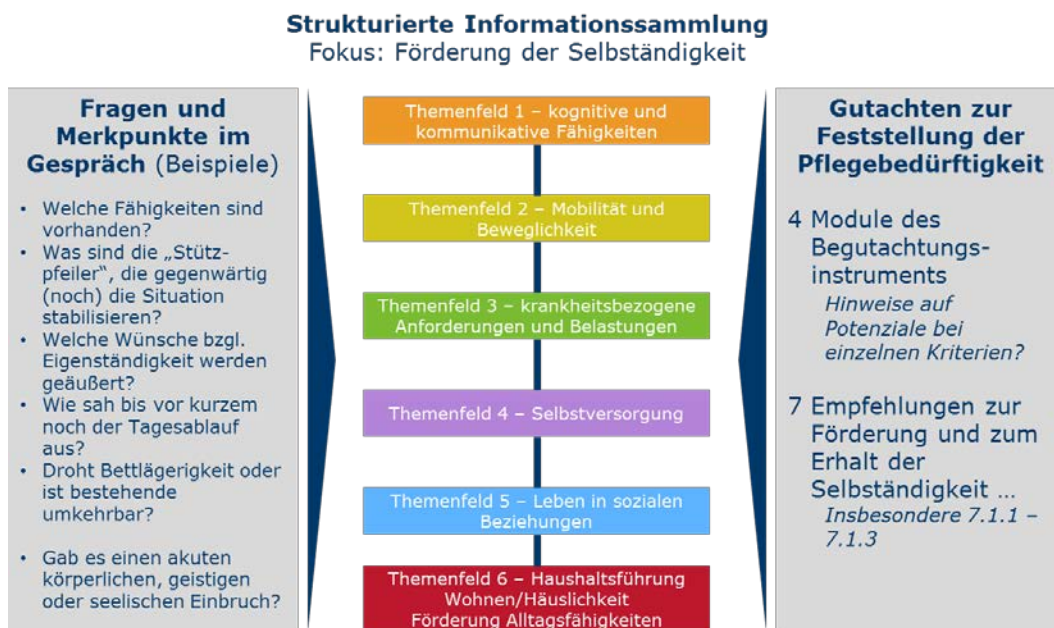 Strukturierte Informationssammlung
Fokus: Förderung der Selbständigkeit
Fragen und
Merkpunkte im
Gespräch (Beispiele)
• Welche Fähigkeiten sind
vorhanden?
• Was sind die „Stütz-
pfeiler“, die gegenwärtig
(noch) die Situation
stabilisieren?
• Welche Wünsche bzgl.
Eigenständigkeit werden
geäußert?
• Wie sah bis vor kurzem
noch der Tagesablauf
aus?
• Droht Bettlägerigkeit oder
ist bestehende
umkehrbar?
• Gab es einen akuten
körperlichen, geistigen
oder seelischen Einbruch?
Themenfeld 1 – kognitive und
kommunikative Fähigkeiten
Themenfeld 2 – Mobilität und
Beweglichkeit
Themenfeld 3 – krankheitsbezogene
Anforderungen und Belastungen
Themenfeld 4 – Selbstversorgung
Themenfeld 5 – Leben in sozialen
Beziehungen
Themenfeld 6 – Haushaltsführung
Wohnen/Häuslichkeit
Förderung Alltagsfähigkeiten
Gutachten zur
Feststellung der
Pflegebedürftigkeit
4 Module des
Begutachtungs-
instruments
Hinweise auf
Potenziale bei
einzelnen Kriterien?
7 Empfehlungen zur
Förderung und zum
Erhalt der
Selbständigkeit …
Insbesondere 7.1.1 –
7.1.3